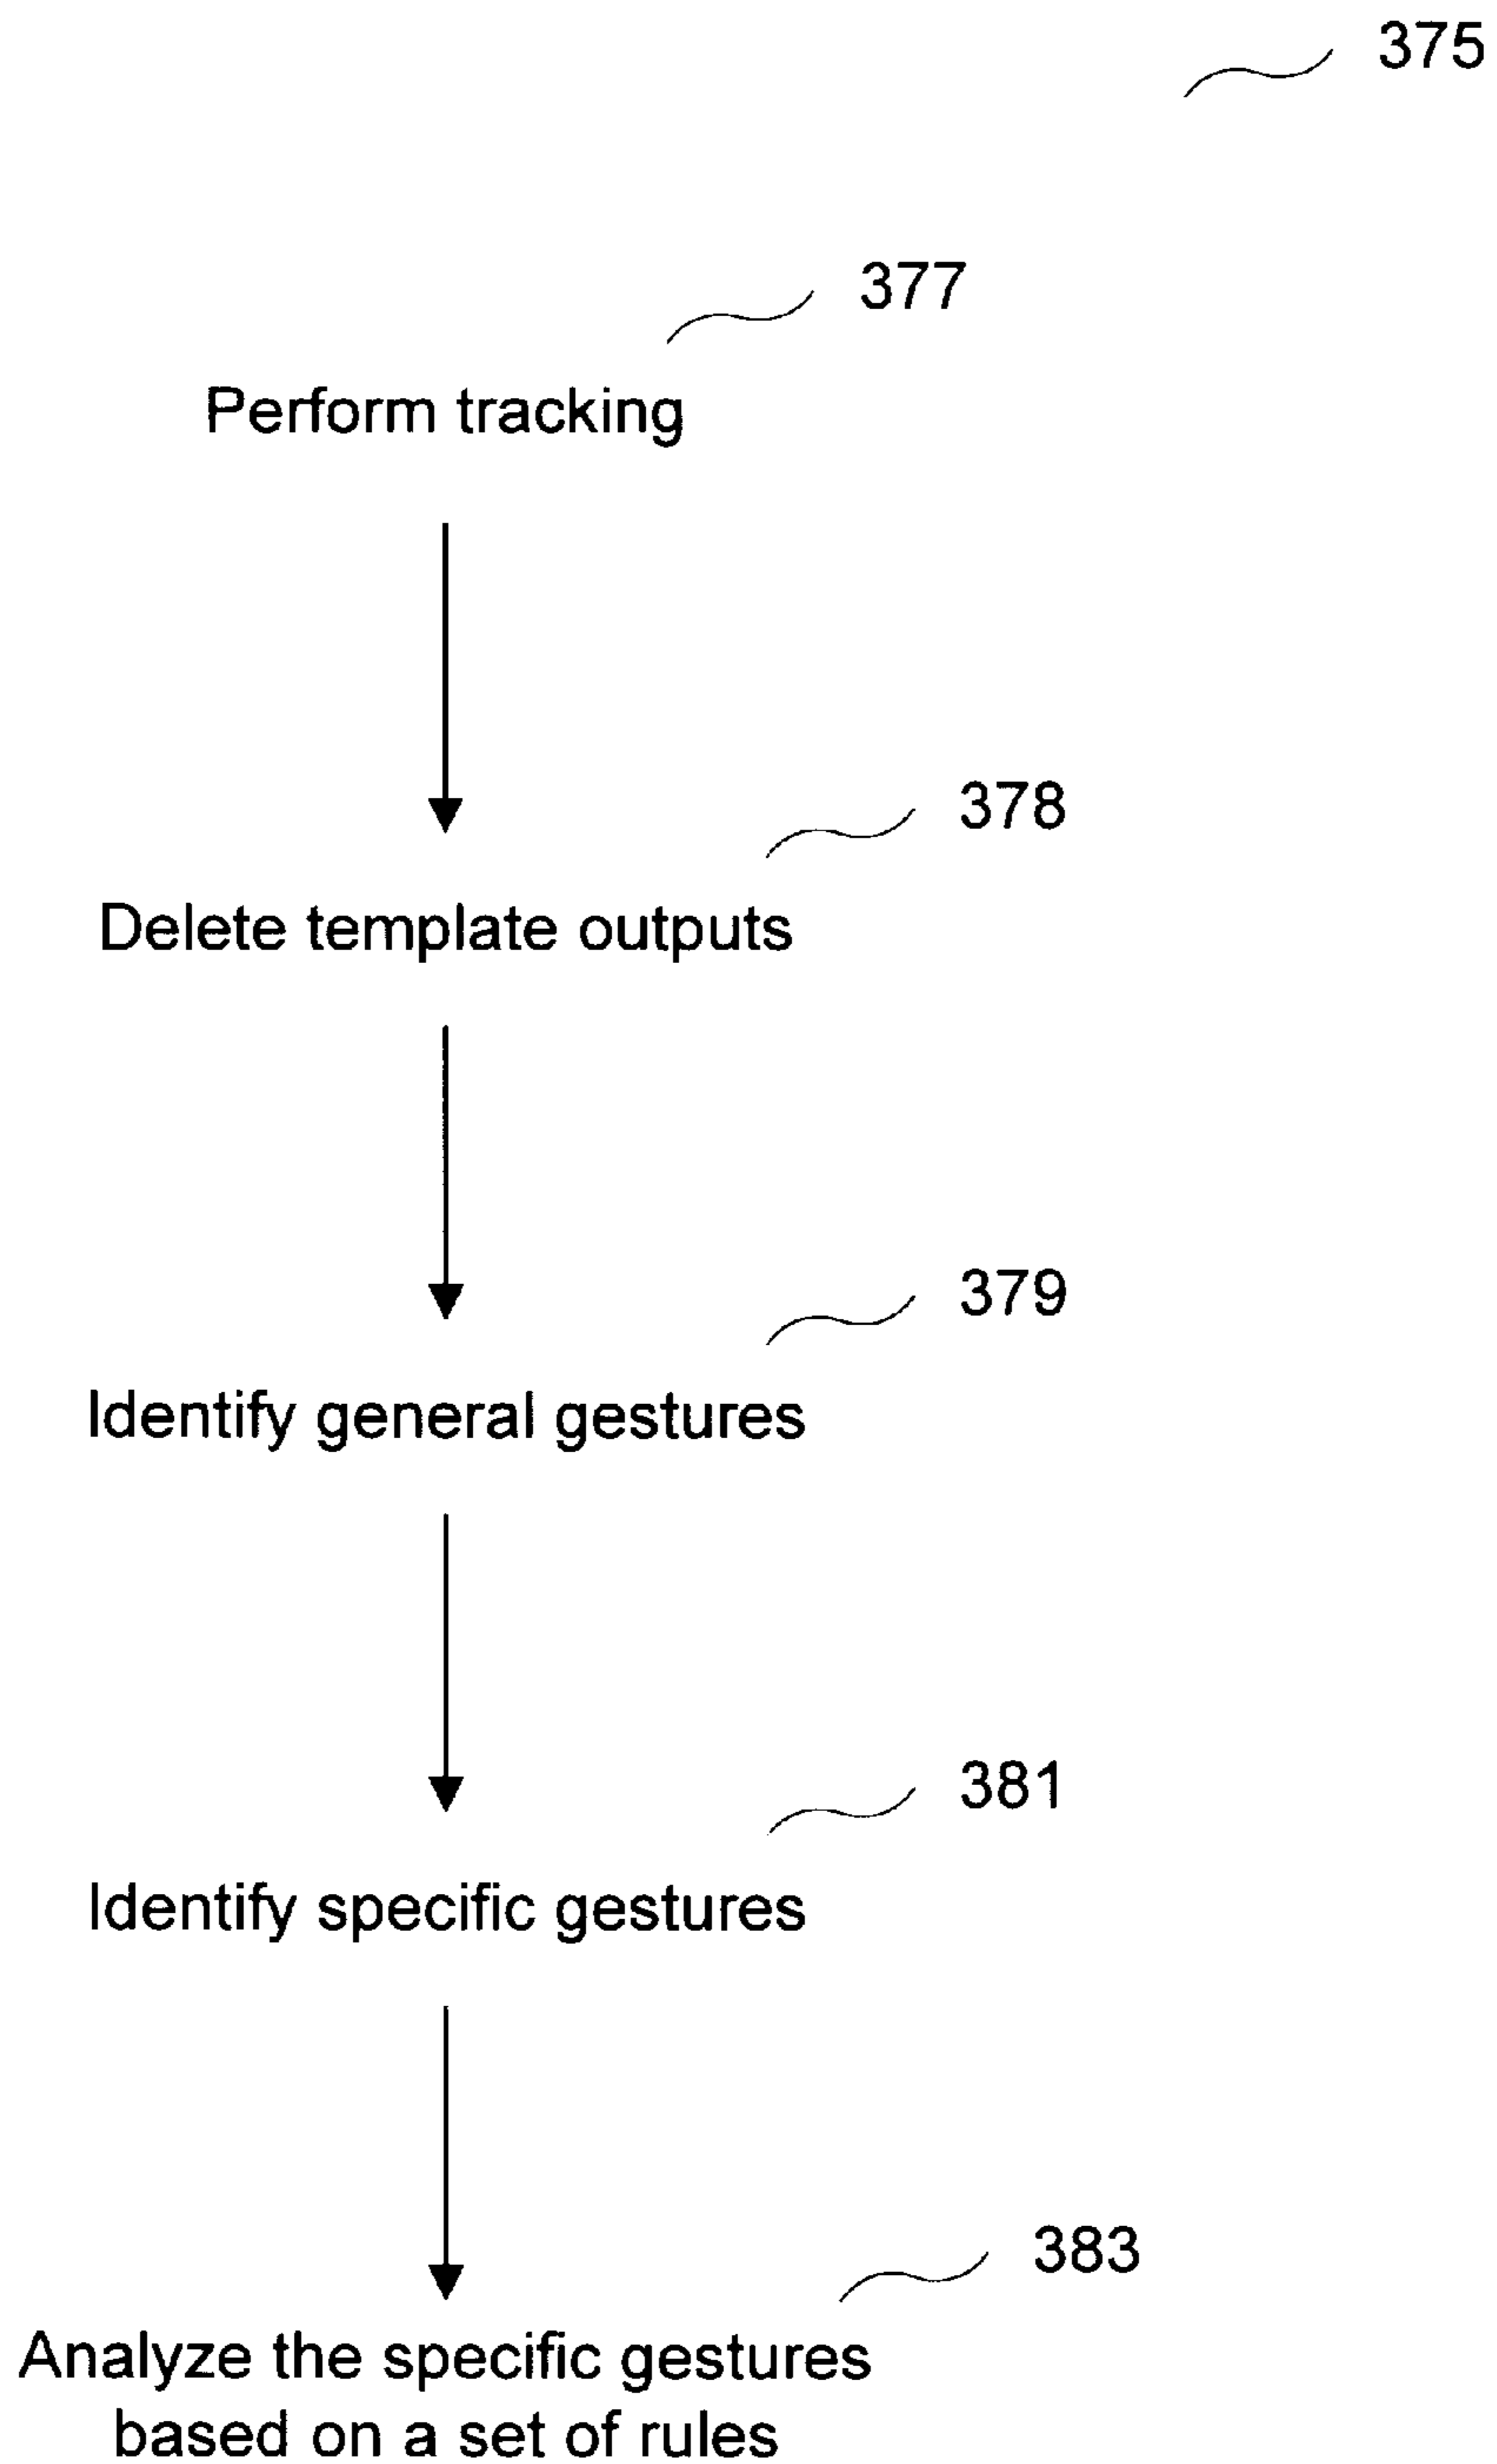 375
377
Perform tracking
378
Delete template outputs
379
Identify general gestures
381
Identify specific gestures
383
Analyze the specific gestures
based on a set of rules